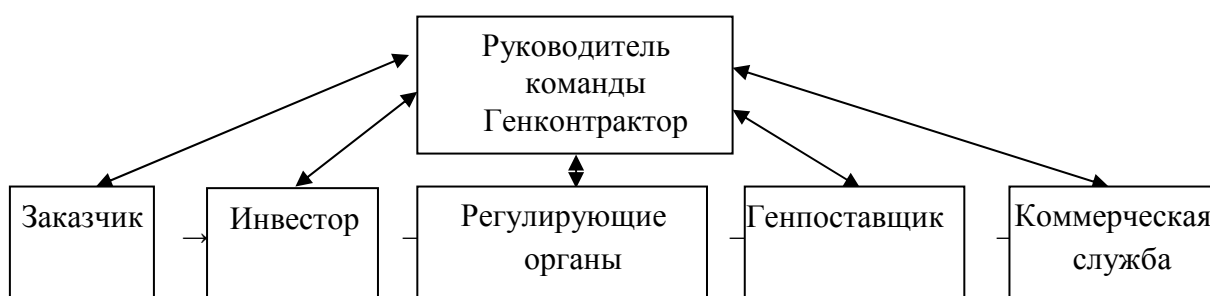 Руководитель
команды
Генконтрактор
Заказчик
Инвестор
Регулирующие
органы
Генпоставщик
Коммерческая
служба